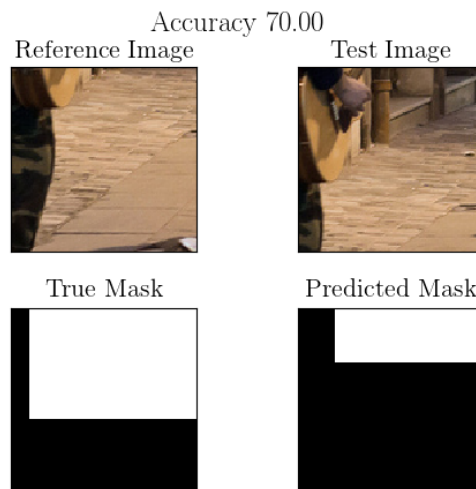 Accuracy 70.00
Reference Image
Test Image
True Mask
Predicted Mask